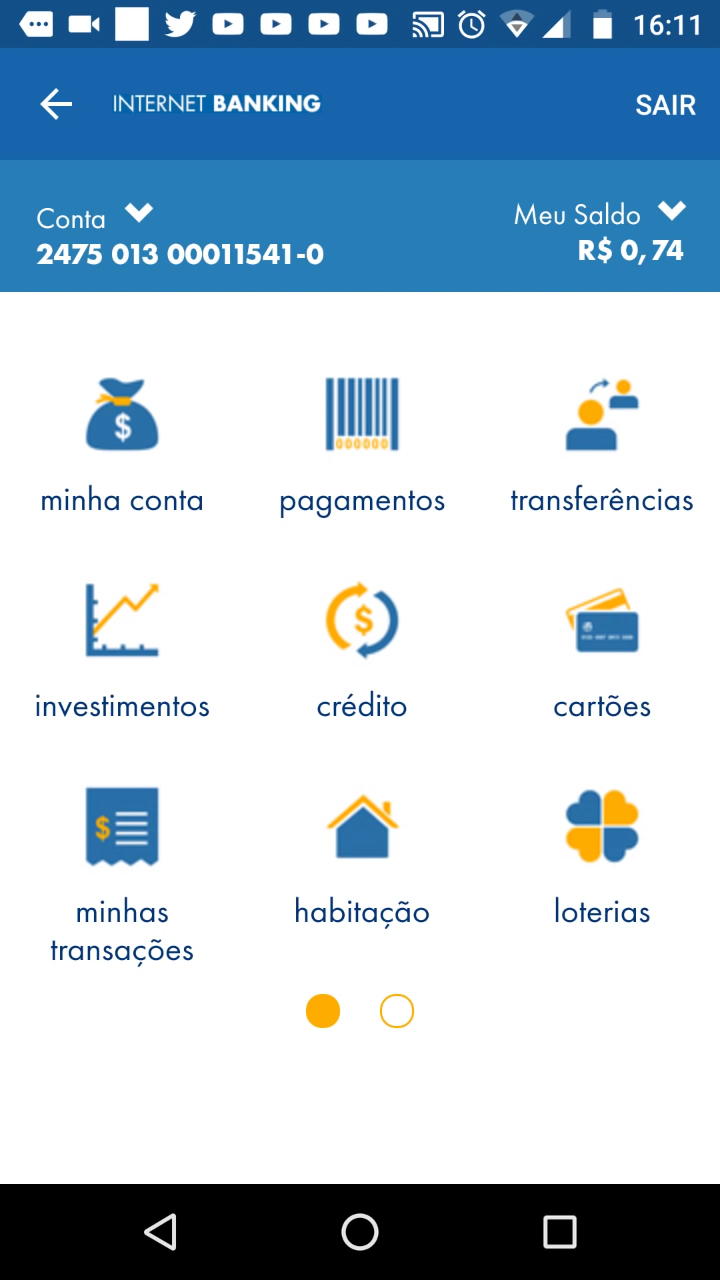 16:11
INTERNET BANKING
SAIR
Conta
Meu Saldo
2475 013 00011541-0
R$ 0,74
$
000000
minha conta
pagamentos
transferências
$
investimentos
crédito
cartões
$
minhas
transações
habitação
loterias